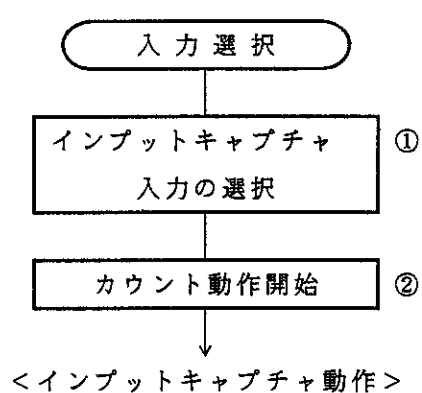 入力選択
インプットキャプチャ ①
入力の選択
カウント動作開始 ②
<インプットキャプチャ動作>